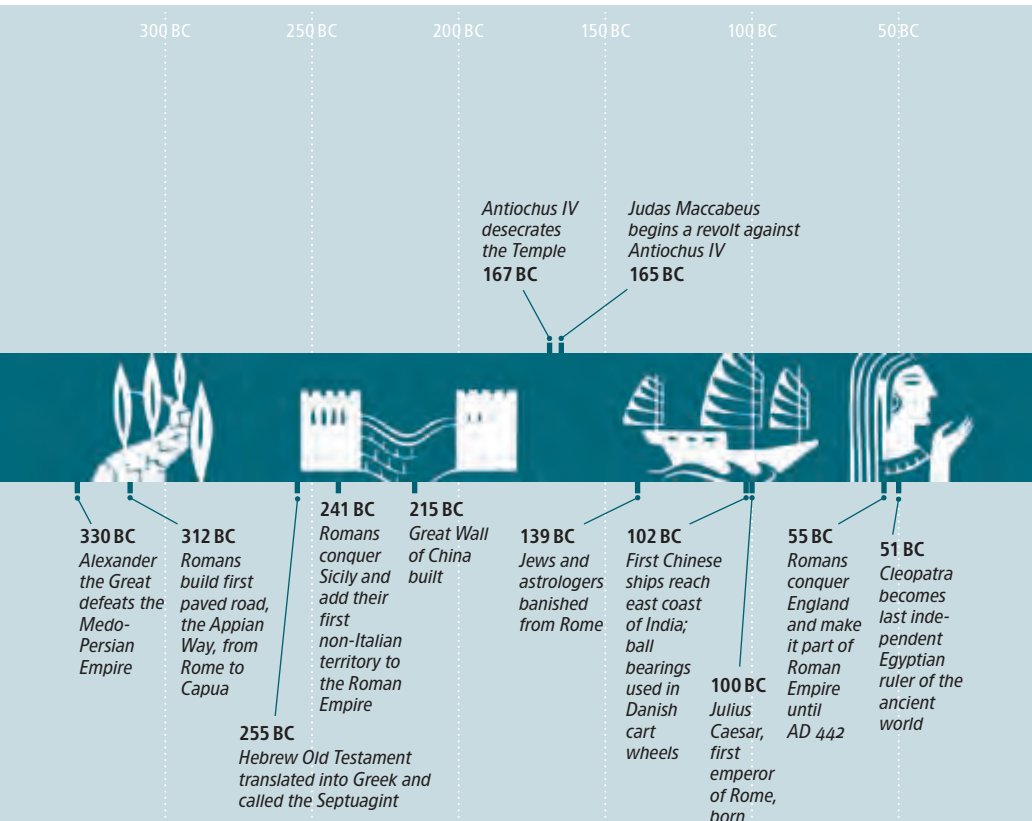 300 BC
250 BC
200 BC
150 BC
100 BC
50 BC
Antiochus IV
desecrates
the Temple
167 BC
Judas Maccabeus
begins a revolt against
Antiochus IV
165 BC
330 BC
Alexander
the Great
defeats the
Medo-
Persian
Empire
312 BC
Romans
build first
paved road,
the Appian
Way, from
Rome to
Capua
255 BC
Hebrew Old Testament
translated into Greek and
called the Septuagint
241 BC
Romans
conquer
Sicily and
add their
first
non-Italian
territory to
the Roman
Empire
215 BC
Great Wall
of China
built
139 BC
Jews and
astrologers
banished
from Rome
102 BC
First Chinese
ships reach
east coast
of India;
ball
bearings
used in
Danish
cart
wheels
100 BC
Julius
Caesar,
first
emperor
of Rome,
born
55 BC
Romans
conquer
England
and make
it part of
Roman
Empire
until
AD 442
51 BC
Cleopatra
becomes
last inde-
pendent
Egyptian
ruler of the
ancient
world